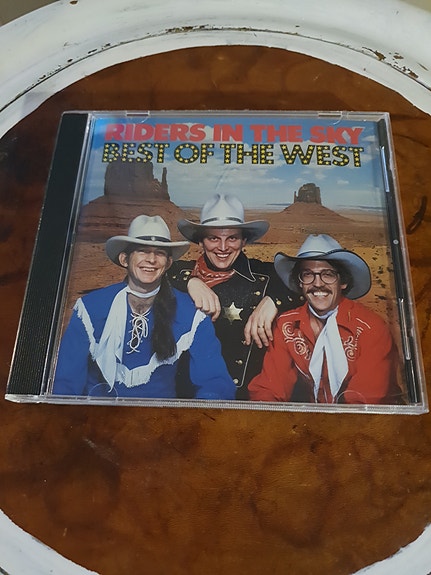 RIDERS IN THE SKY
BEST OF THE WEST